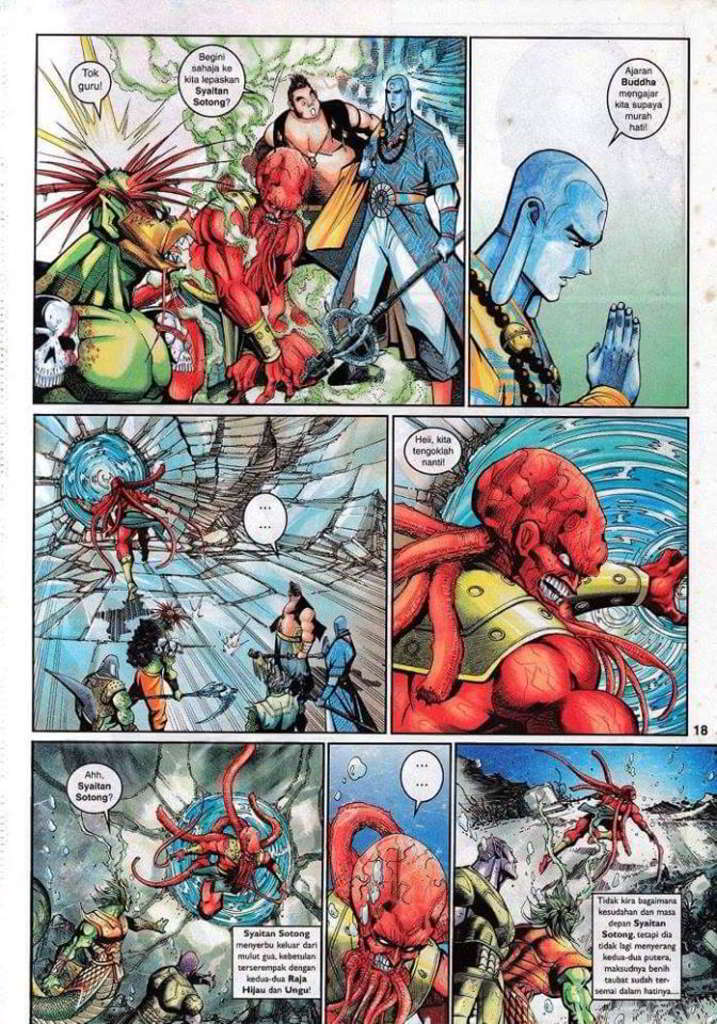 Tok
guru!
Begini
sahaja ke
kita lepaskan
Syaitan
Sotong?
Ajaran
Buddha
mengajar
kita supaya
murah
hati!
...
...
Heii, kita
tengoklah
nanti!
18
Ahh,
Syaitan
Sotong?
Syaitan Sotong
menyerbu keluar dari
mulut gua, kebetulan
terserempak dengan
kedua-dua Raja
Hijau dan Ungu!
...
...
Tidak kira bagaimana
kesudahan dan masa
depan Syaitan
Sotong, tetapi dia
tidak lagi menyerang
kedua-dua putera,
maksudnya benih
taubat sudah ter-
semai dalam hatinya....